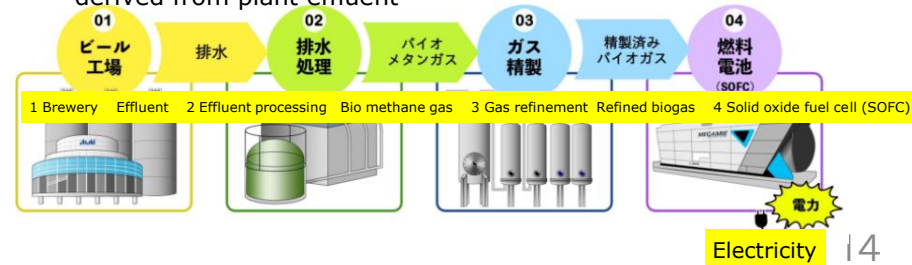 derived from plant effluent
01
ビール
工場
排水
02
排水
処理
バイオ
メタンガス
03
ガス
精製
精製済み
バイオガス
04
燃料
電池
(SOFC)
1 Brewery Effluent 2 Effluent processing Bio methane gas 3 Gas refinement Refined biogas 4 Solid oxide fuel cell (SOFC)
Asahi
MEGAMIE
電力
Electricity
14